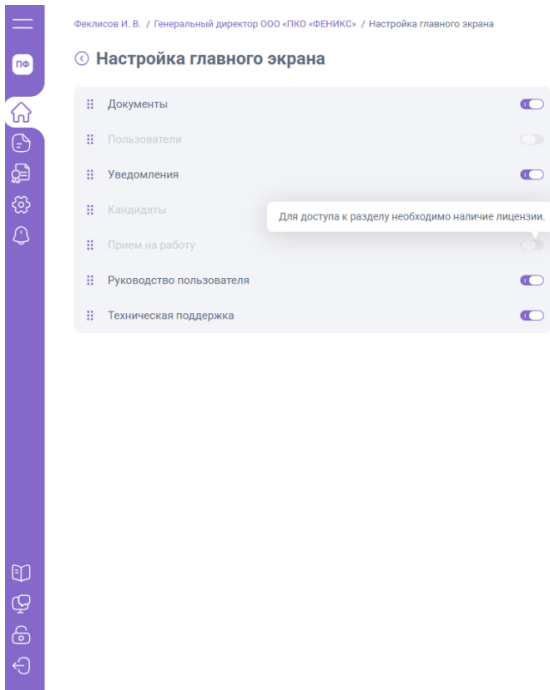 Феклисов И. В. / Генеральный директор ООО «ПКО «ФЕНИКС» / Настройка главного экрана
ПФ
Настройка главного экрана
Документы
Пользователи
Уведомления
Кандидаты
Для доступа к разделу необходимо наличие лицензии.
Прием на работу
Руководство пользователя
Техническая поддержка